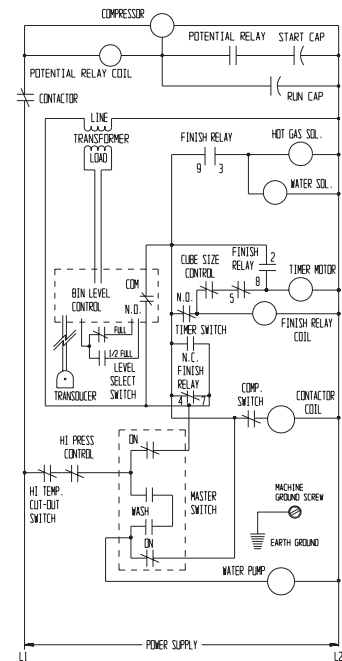 COMPRESSOR
POTENTIAL RELAY START CAP
POTENTIAL RELAY COIL
RUN CAP
CONTACTOR
LINE
TRANSFORMER
LOAD
FINISH RELAY
HOT GAS SOL.
9 3
WATER SOL.
FINISH
RELAY
2
CUBE SIZE
CONTROL
COM
8
TIMER MOTOR
5
BIN LEVEL
CONTROL
N.O.
N.O.
FINISH RELAY
COIL
TIMER SWITCH
FULL
1/2 FULL
N.C.
LEVEL
SELECT
SWITCH
FINISH
RELAY
TRANSDUCER
4 7
COMP.
SWITCH
CONTACTOR
COIL
HI PRESS
CONTROL
ON
HI TEMP.
CUT-OUT
SWITCH
WASH
MASTER
SWITCH
MACHINE
GROUND SCREW
ON
EARTH GROUND
WATER PUMP
POWER SUPPLY
L1 L2